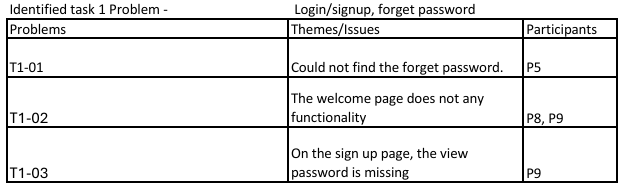 Identified task 1 Problem - Login/signup, forget password
Problems Themes/Issues Participants
T1-01 Could not find the forget password. P5
The welcome page does not any
T1-02 functionality P8, P9
On the sign up page, the view
T1-03 password is missing P9